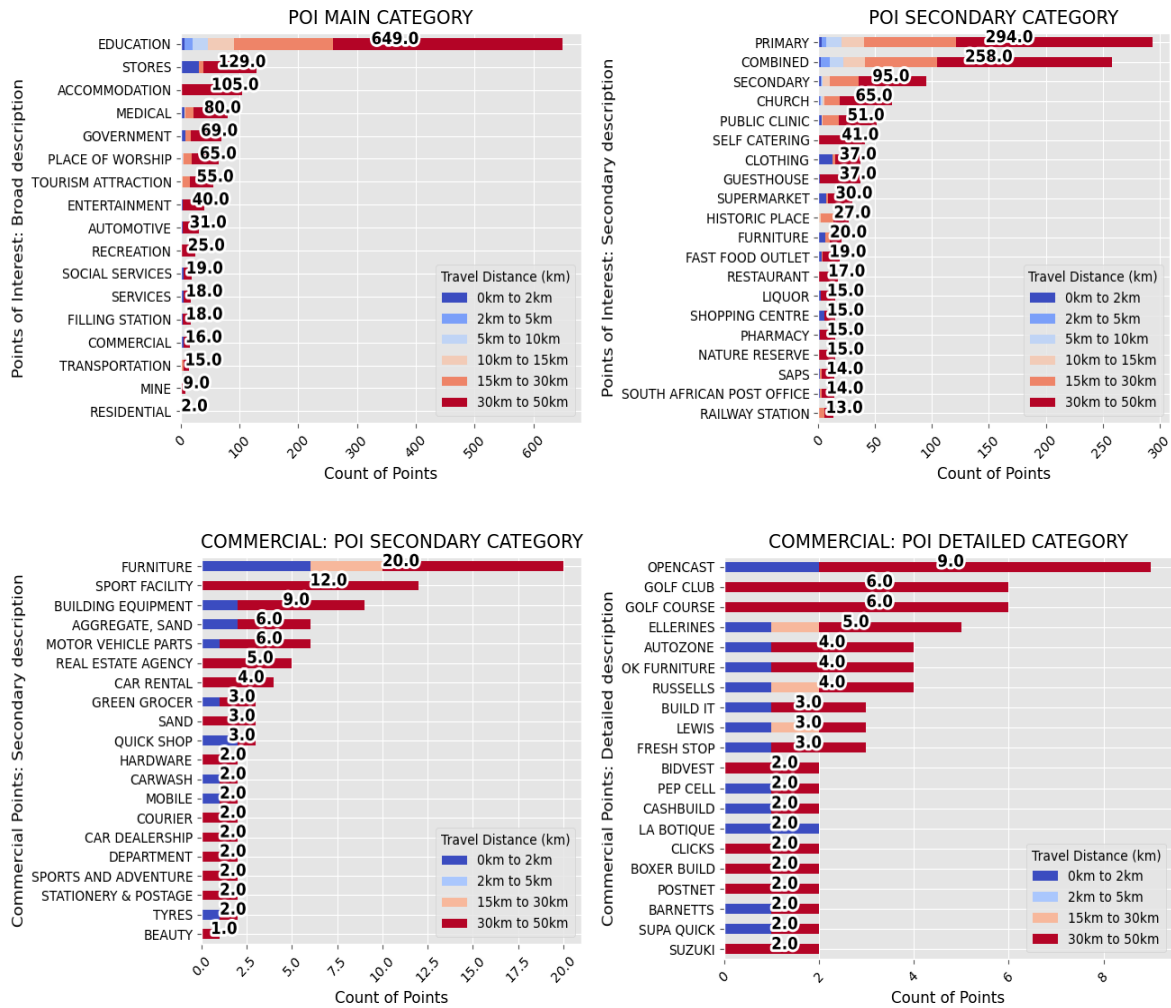 POI MAIN CATEGORY
Points of Interest: Broad description
EDUCATION 649.0
STORES 129.0
ACCOMMODATION 105.0
MEDICAL 80.0
GOVERNMENT 69.0
PLACE OF WORSHIP 65.0
TOURISM ATTRACTION 55.0
ENTERTAINMENT 40.0
AUTOMOTIVE 31.0
RECREATION 25.0
SOCIAL SERVICES 19.0
SERVICES 18.0
FILLING STATION 18.0
COMMERCIAL 16.0
TRANSPORTATION 15.0
MINE 9.0
RESIDENTIAL 2.0
Travel Distance (km)
0km to 2km
2km to 5km
5km to 10km
10km to 15km
15km to 30km
30km to 50km
0 100 200 300 400 500 600
Count of Points
POI SECONDARY CATEGORY
Points of Interest: Secondary description
PRIMARY 294.0
COMBINED 258.0
SECONDARY 95.0
CHURCH 65.0
PUBLIC CLINIC 51.0
SELF CATERING 41.0
CLOTHING 37.0
GUESTHOUSE 37.0
SUPERMARKET 30.0
HISTORIC PLACE 27.0
FURNITURE 20.0
FAST FOOD OUTLET 19.0
RESTAURANT 17.0
LIQUOR 15.0
SHOPPING CENTRE 15.0
PHARMACY 15.0
NATURE RESERVE 15.0
SAPS 14.0
SOUTH AFRICAN POST OFFICE 14.0
RAILWAY STATION 13.0
Travel Distance (km)
0km to 2km
2km to 5km
5km to 10km
10km to 15km
15km to 30km
30km to 50km
0 50 100 150 200 250 300
Count of Points
COMMERCIAL: POI SECONDARY CATEGORY
Commercial Points: Secondary description
FURNITURE 20.0
SPORT FACILITY 12.0
BUILDING EQUIPMENT 9.0
AGGREGATE, SAND 6.0
MOTOR VEHICLE PARTS 6.0
REAL ESTATE AGENCY 5.0
CAR RENTAL 4.0
GREEN GROCER 3.0
SAND 3.0
QUICK SHOP 3.0
HARDWARE 2.0
CARWASH 2.0
MOBILE 2.0
COURIER 2.0
CAR DEALERSHIP 2.0
DEPARTMENT 2.0
SPORTS AND ADVENTURE 2.0
STATIONERY & POSTAGE 2.0
TYRES 2.0
BEAUTY 1.0
Travel Distance (km)
0km to 2km
2km to 5km
15km to 30km
30km to 50km
0.0 2.5 5.0 7.5 10.0 12.5 15.0 17.5 20.0
Count of Points
COMMERCIAL: POI DETAILED CATEGORY
Commercial Points: Detailed description
OPENCAST 9.0
GOLF CLUB 6.0
GOLF COURSE 6.0
ELLERINES 5.0
AUTOZONE 4.0
OK FURNITURE 4.0
RUSSELLS 4.0
BUILD IT 3.0
LEWIS 3.0
FRESH STOP 3.0
BIDVEST 2.0
PEP CELL 2.0
CASHBUILD 2.0
LA BOTIQUE 2.0
CLICKS 2.0
BOXER BUILD 2.0
POSTNET 2.0
BARNETTS 2.0
SUPA QUICK 2.0
SUZUKI 2.0
Travel Distance (km)
0km to 2km
2km to 5km
15km to 30km
30km to 50km
0 2 4 6 8
Count of Points